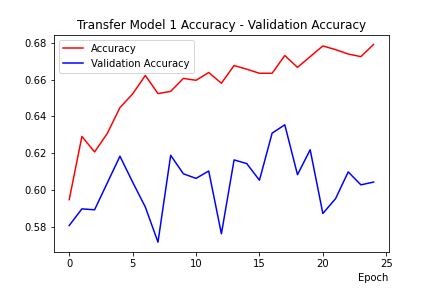 Transfer Model 1 Accuracy - Validation Accuracy
0.68
0.66
0.64
0.62
0.60
0.58
Accuracy
Validation Accuracy
0 5 10 15 20 25
Epoch